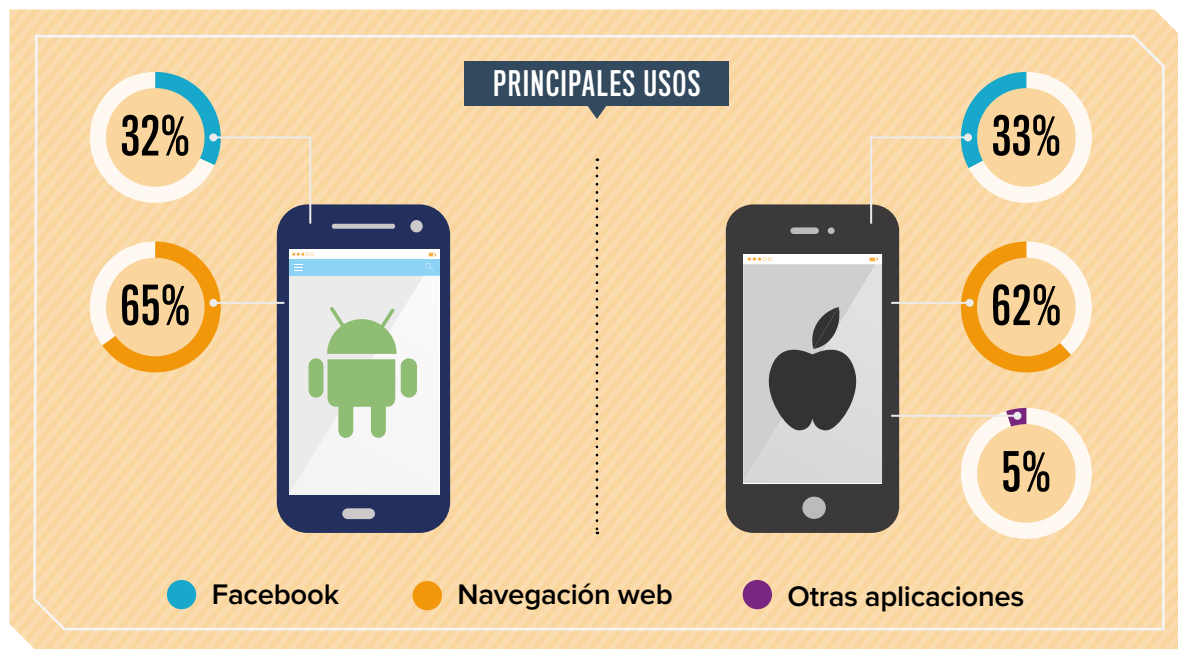 PRINCIPALES USOS
32%
65%
33%
62%
5%
Facebook
Navegación web
Otras aplicaciones